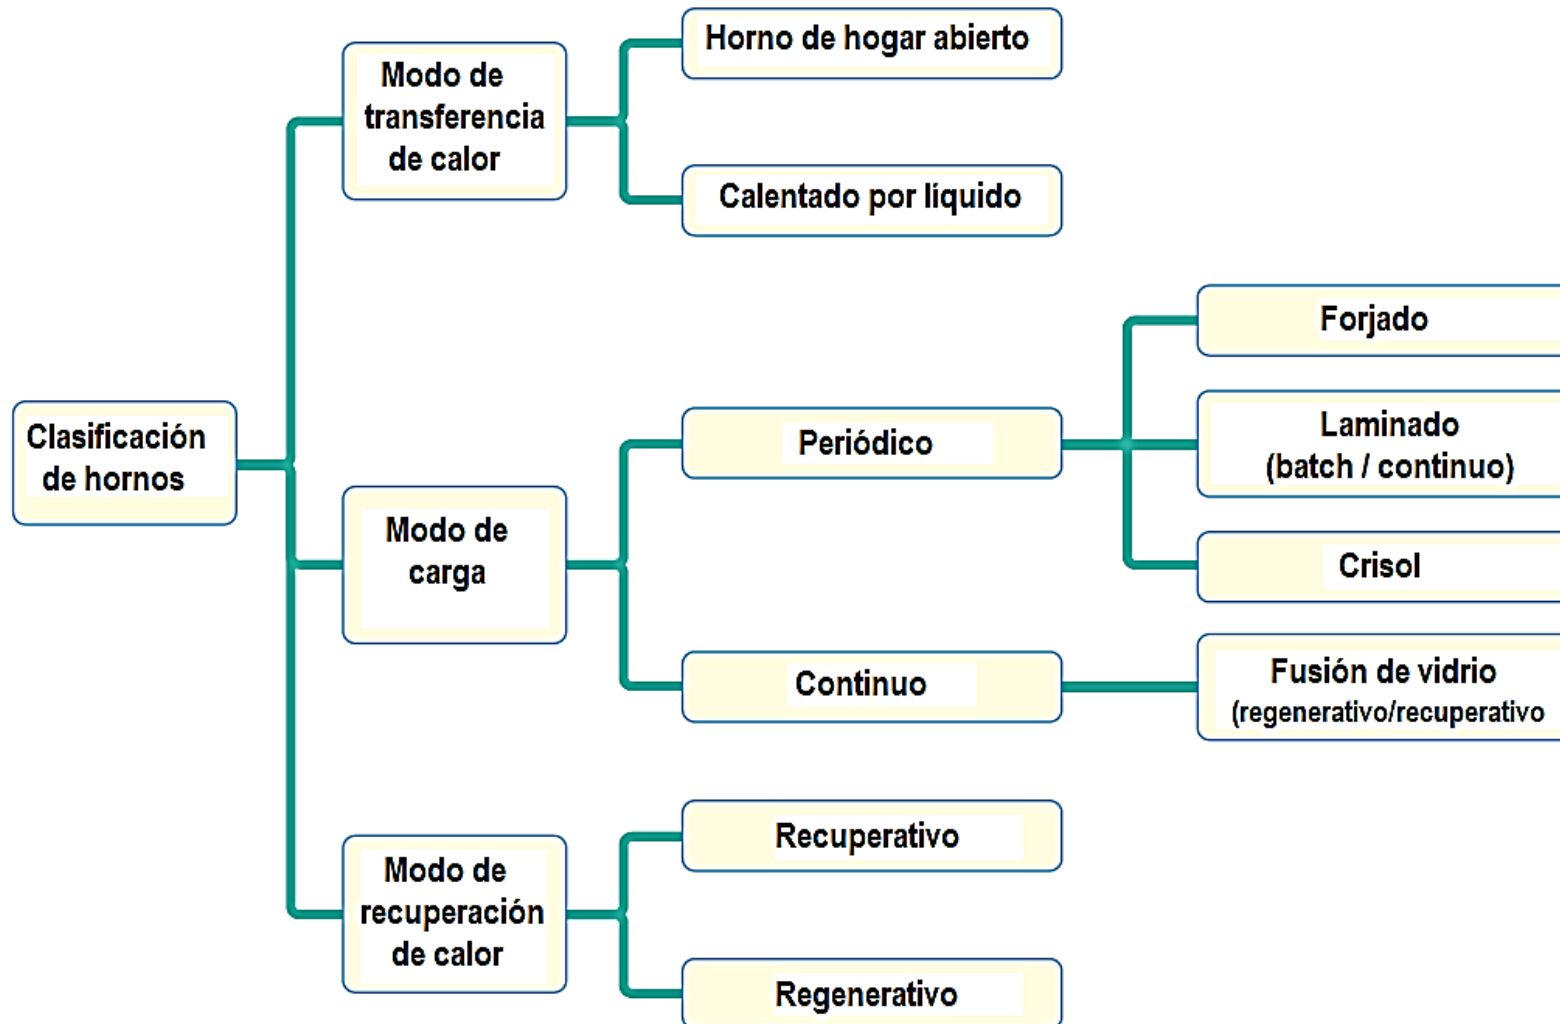 Clasificación
de hornos
Modo de
transferencia
de calor
Horno de hogar abierto
Calentado por líquido
Modo de
carga
Periódico
Forjado
Laminado
(batch / continuo)
Crisol
Continuo
Fusión de vidrio
(regenerativo/recuperativo
Modo de
recuperación
de calor
Recuperativo
Regenerativo